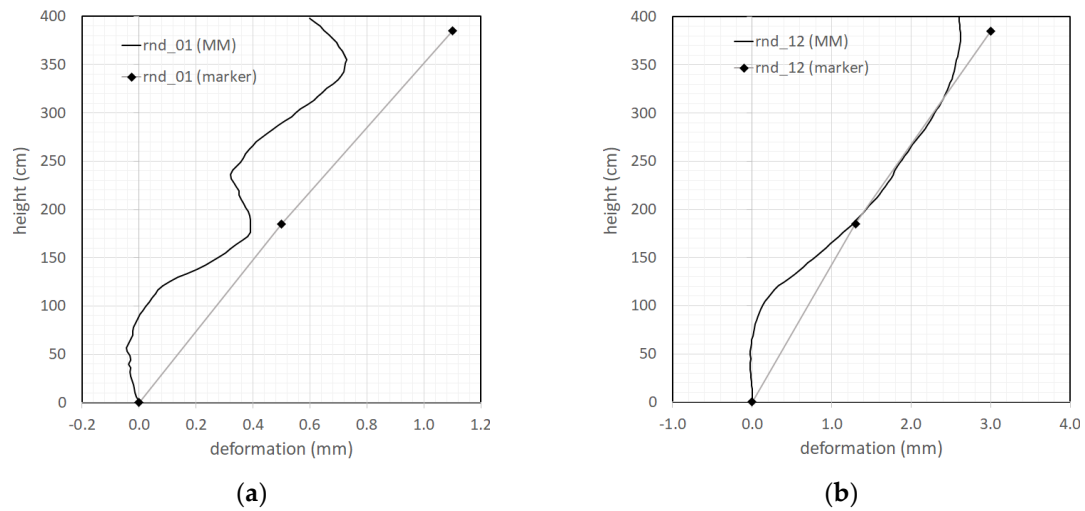 400
350
300
250
200
150
100
50
0
height (cm)
rnd_01 (MM)
rnd_01 (marker)
-0.2 0.0 0.2 0.4 0.6 0.8 1.0 1.2
deformation (mm)
(a)
400
350
300
250
200
150
100
50
0
height (cm)
rnd_12 (MM)
rnd_12 (marker)
-1.0 0.0 1.0 2.0 3.0 4.0
deformation (mm)
(b)